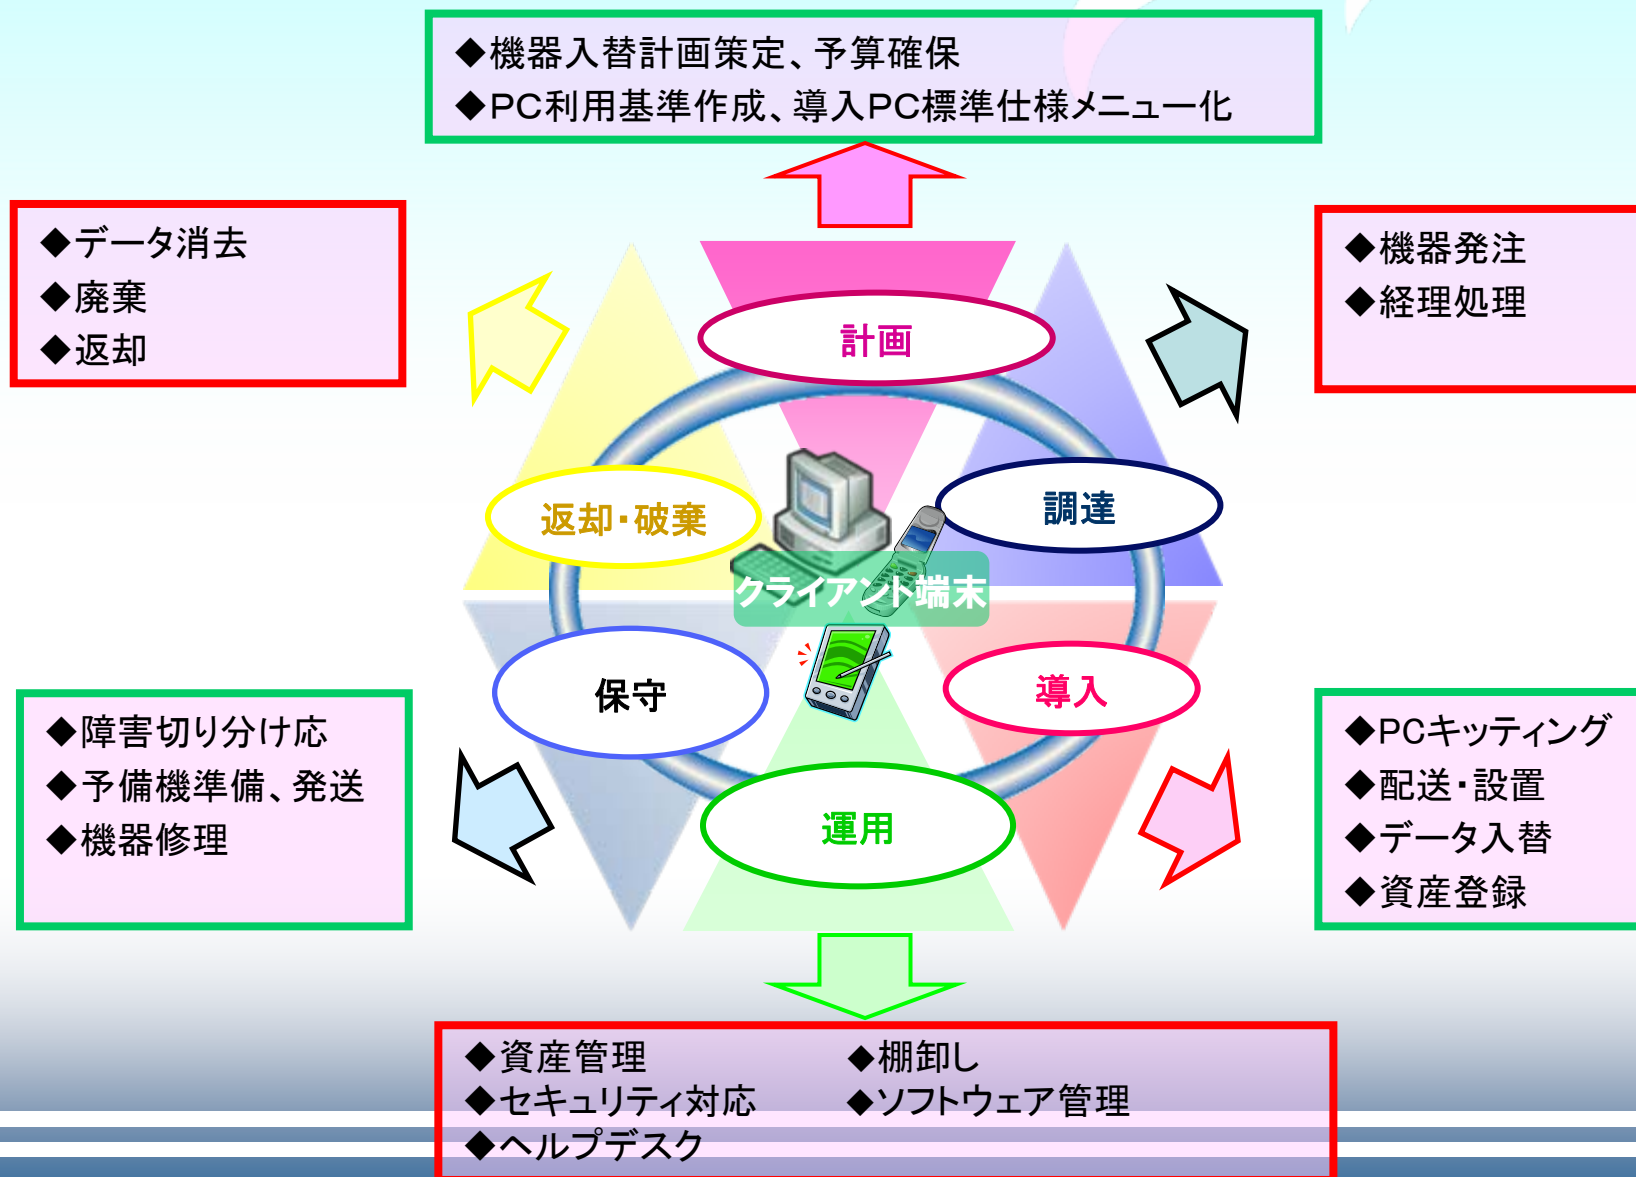 ◆機器入替計画策定、予算確保
◆PC利用基準作成、導入PC標準仕様メニュー化
◆データ消去
◆廃棄
◆返却
◆機器発注
◆経理処理
計画
返却・破棄
調達
クライアント端末
保守
導入
運用
◆障害切り分け応
◆予備機準備、発送
◆機器修理
◆PCキッティング
◆配送・設置
◆データ入替
◆資産登録
◆資産管理 ◆棚卸し
◆セキュリティ対応 ◆ソフトウェア管理
◆ヘルプデスク